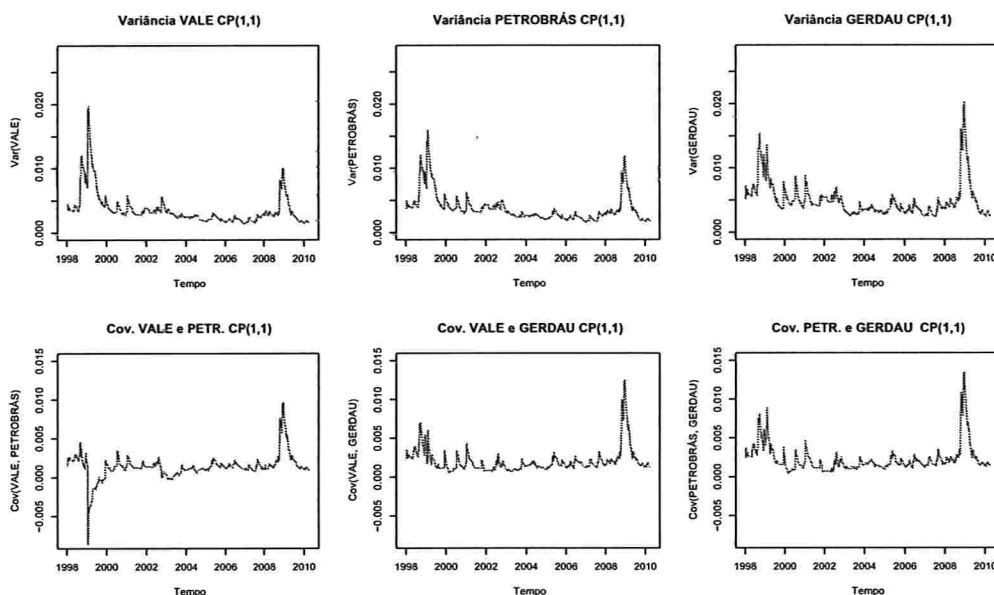 Variância VALE CP(1,1)
Var(VALE)
0.020
0.010
0.000
1998 2000 2002 2004 2006 2008 2010
Tempo
Variância PETROBRÁS CP(1,1)
Var(PETROBRÁS)
0.020
0.010
0.000
1998 2000 2002 2004 2006 2008 2010
Tempo
Variância GERDAU CP(1,1)
Var(GERDAU)
0.020
0.010
0.000
1998 2000 2002 2004 2006 2008 2010
Tempo
Cov. VALE e PETR. CP(1,1)
Cov(VALE, PETROBRÁS)
0.015
0.010
0.005
0.000
−0.005
1998 2000 2002 2004 2006 2008 2010
Tempo
Cov. VALE e GERDAU CP(1,1)
Cov(VALE, GERDAU)
0.015
0.010
0.005
0.000
−0.005
1998 2000 2002 2004 2006 2008 2010
Tempo
Cov. PETR. e GERDAU CP(1,1)
Cov(PETROBRÁS, GERDAU)
0.015
0.010
0.005
0.000
−0.005
1998 2000 2002 2004 2006 2008 2010
Tempo